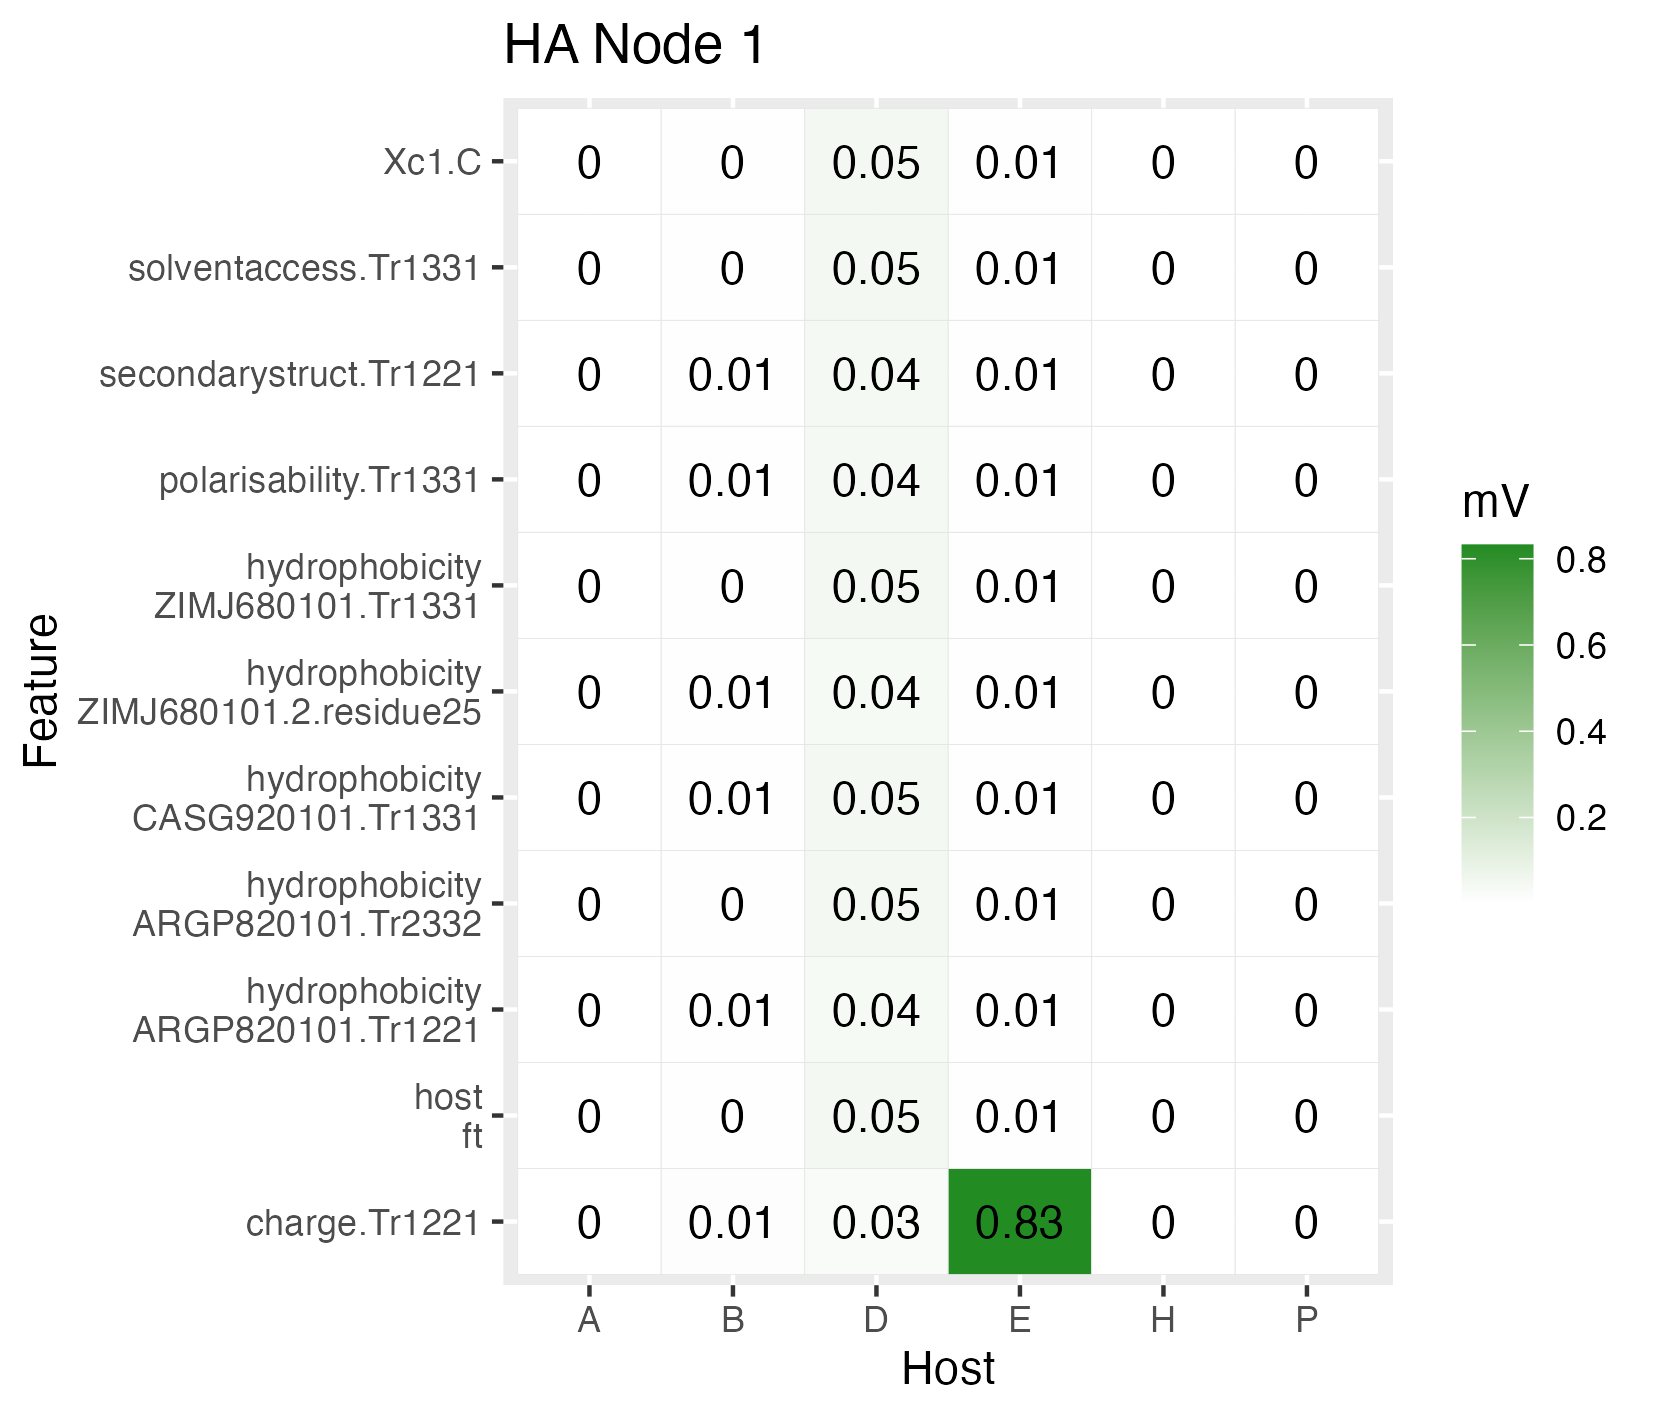 HA Node 1
Xc1.C 0 0 0.05 0.01 0 0
solventaccess.Tr1331 0 0 0.05 0.01 0 0
secondarystruct.Tr1221 0 0.01 0.04 0.01 0 0
polarisability.Tr1331 0 0.01 0.04 0.01 0 0
hydrophobicity
ZIMJ680101.Tr1331 0 0 0.05 0.01 0 0
hydrophobicity
ZIMJ680101.2.residue25 0 0.01 0.04 0.01 0 0
hydrophobicity
CASG920101.Tr1331 0 0.01 0.05 0.01 0 0
hydrophobicity
ARGP820101.Tr2332 0 0 0.05 0.01 0 0
hydrophobicity
ARGP820101.Tr1221 0 0.01 0.04 0.01 0 0
host
ft 0 0 0.05 0.01 0 0
charge.Tr1221 0 0.01 0.03 0.83 0 0
A B D E H P
Host
Feature
mV
0.8
0.6
0.4
0.2